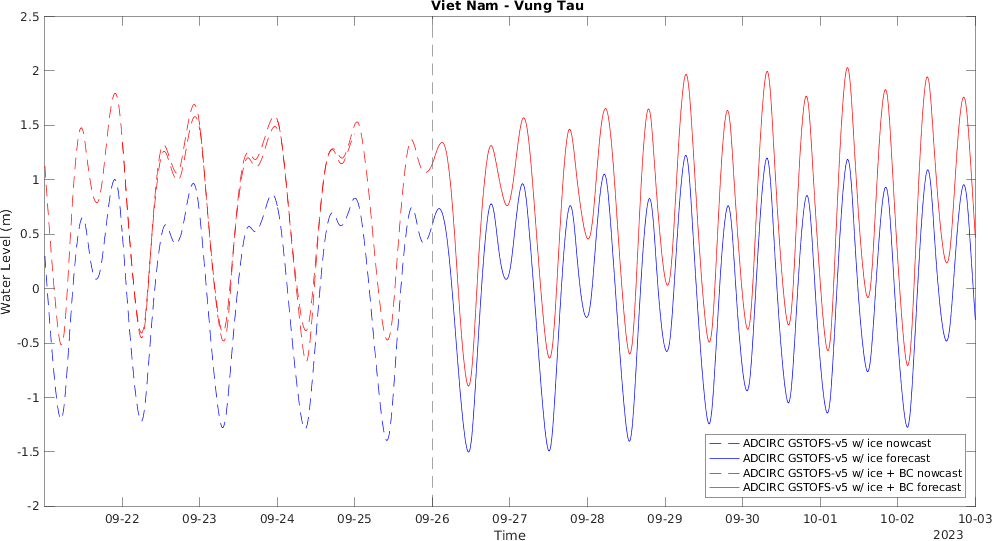 Viet Nam - Vung Tau
Water Level (m)
2.5
2
1.5
1
0.5
0
-0.5
-1
-1.5
-2
ADCIRC GSTOFS-v5 w/ ice nowcast
ADCIRC GSTOFS-v5 w/ ice forecast
ADCIRC GSTOFS-v5 w/ ice + BC nowcast
ADCIRC GSTOFS-v5 w/ ice + BC forecast
09-22 09-23 09-24 09-25 09-26 09-27 09-28 09-29 09-30 10-01 10-02 10-03
Time
2023